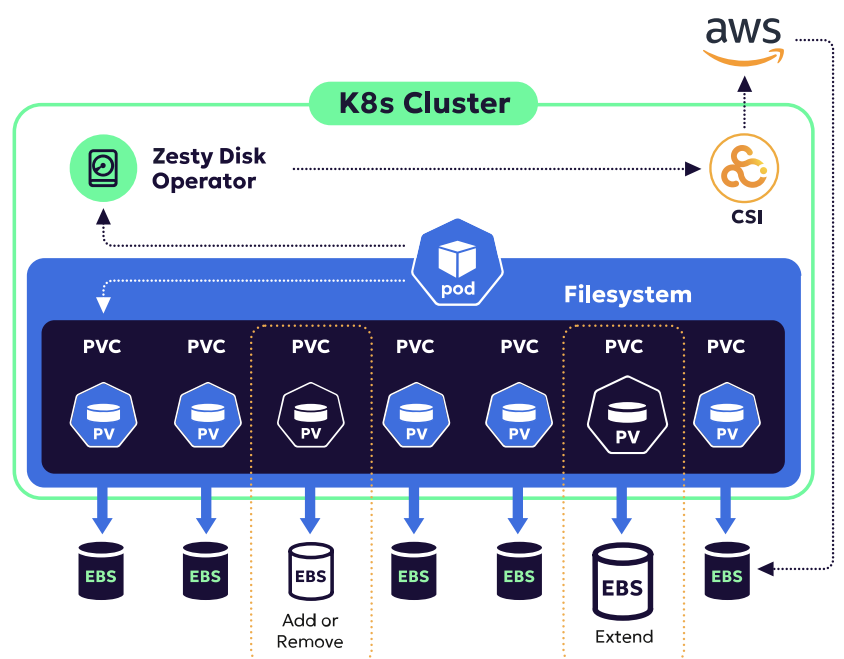 aws
K8s Cluster
Zesty Disk
Operator
CSI
pod
Filesystem
PVC PVC PVC PVC PVC PVC PVC
PV PV PV PV PV PV PV
EBS EBS EBS EBS EBS EBS EBS
Add or
Remove
Extend